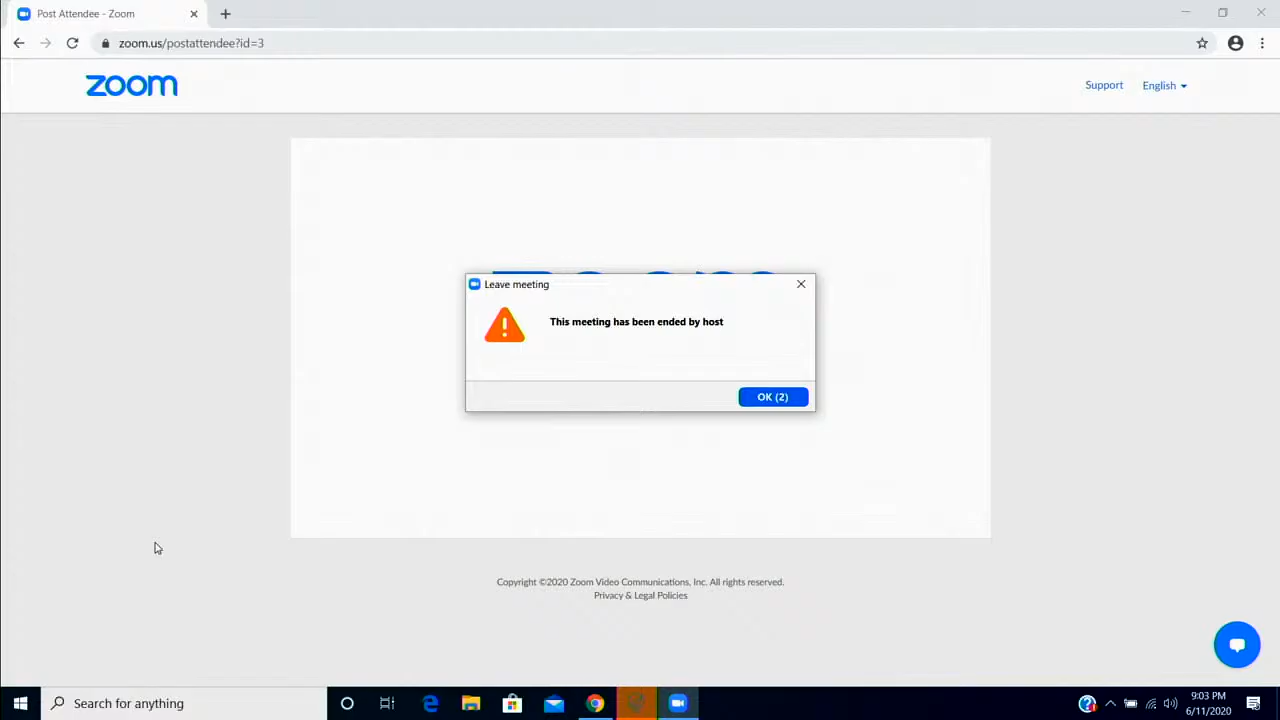 Post Attendee - Zoom
zoom.us/postattendee?id=3
zoom
Support
English
Leave meeting
This meeting has been ended by host
OK (2)
Copyright ©2020 Zoom Video Communications, Inc. All rights reserved.
Privacy & Legal Policies
Search for anything
9:03 PM
6/11/2020